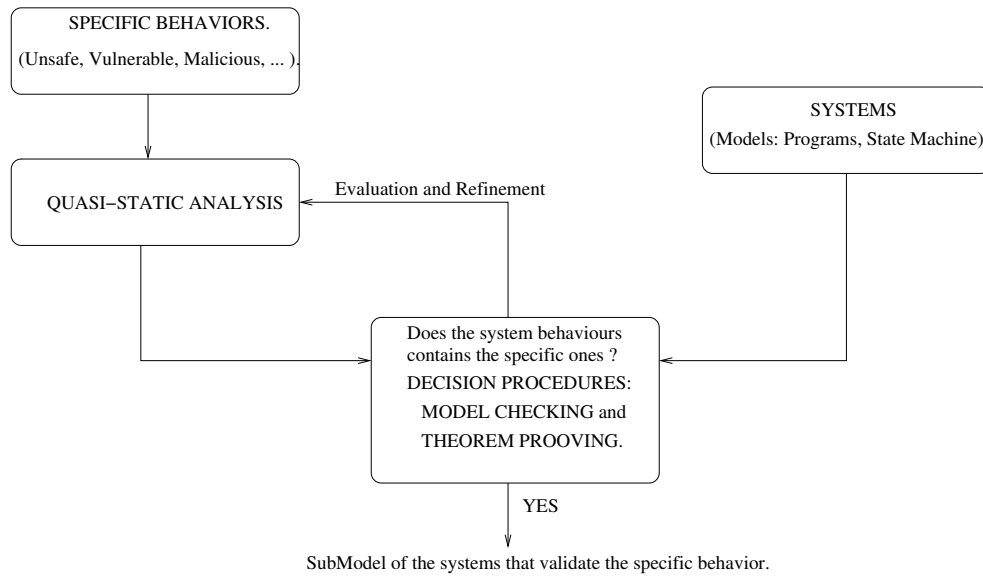 SPECIFIC BEHAVIORS.
(Unsafe, Vulnerable, Malicious, ... ).
SYSTEMS
(Models: Programs, State Machine)
QUASI−STATIC ANALYSIS
Evaluation and Refinement
Does the system behaviours
contains the specific ones ?
DECISION PROCEDURES:
MODEL CHECKING and
THEOREM PROOVING.
YES
SubModel of the systems that validate the specific behavior.